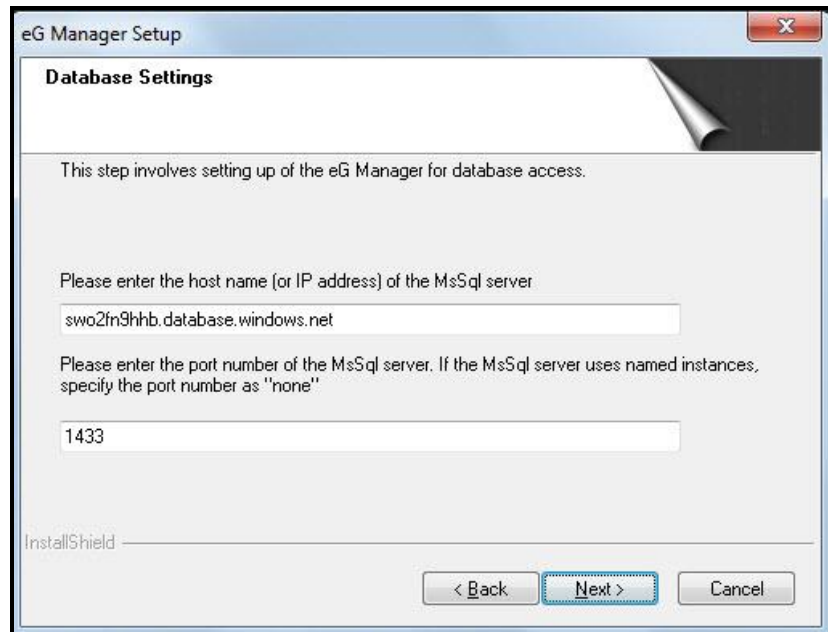 eG Manager Setup
Database Settings
This step involves setting up of the eG Manager for database access.
Please enter the host name (or IP address) of the MsSql server
swo2fn9hhb.database.windows.net
Please enter the port number of the MsSql server. If the MsSql server uses named instances,
specify the port number as "none"
1433
InstallShield
< Back
Next >
Cancel